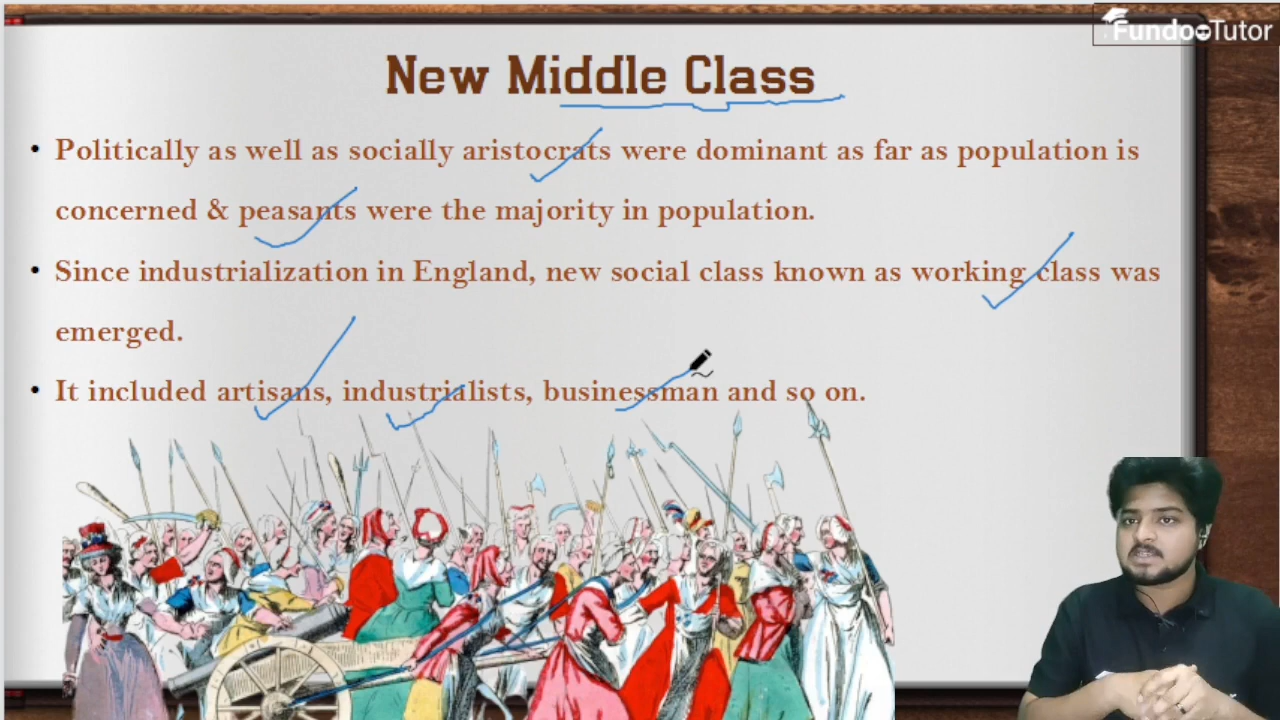 FundooTutor
New Middle Class
• Politically as well as socially aristocrats were dominant as far as population is
concerned & peasants were the majority in population.
• Since industrialization in England, new social class known as working class was
emerged.
• It included artisans, industrialists, businessman and so on.